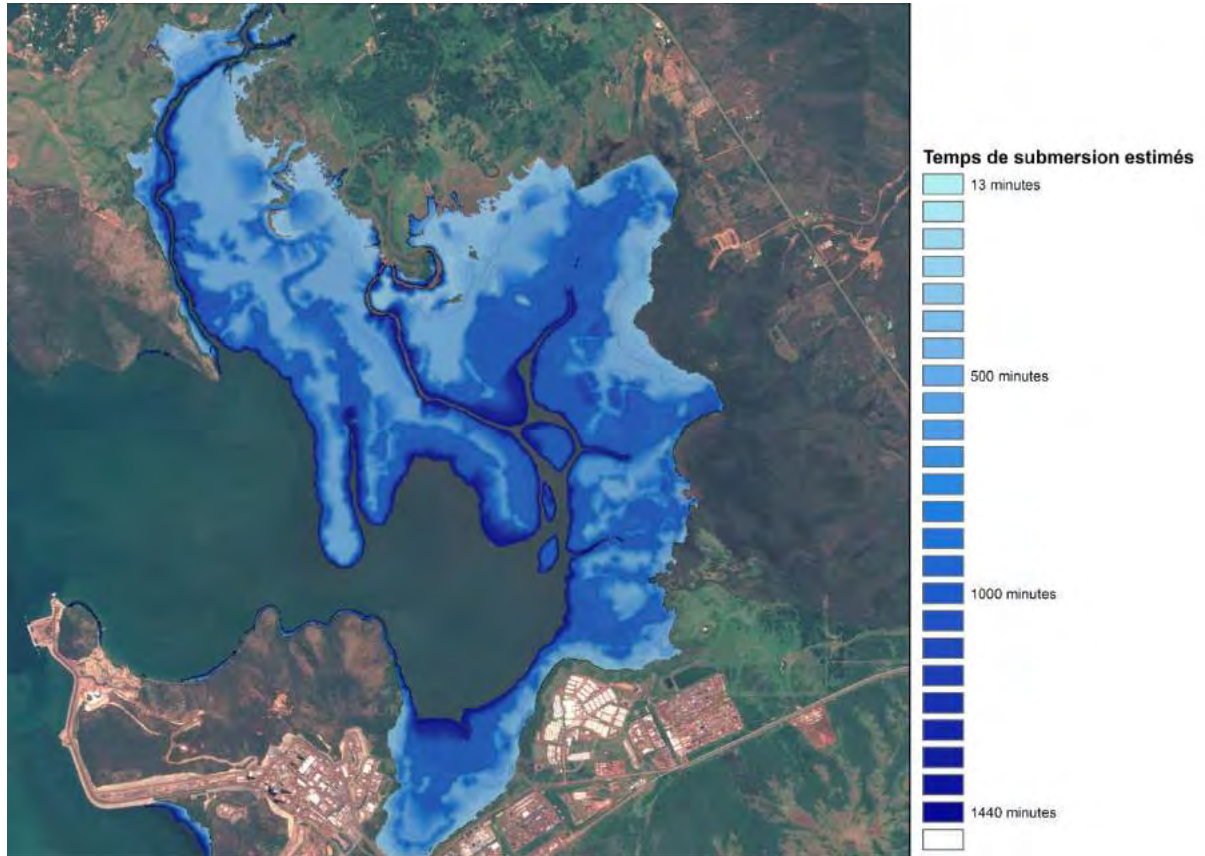 Temps de submersion estimés
13 minutes
500 minutes
1000 minutes
1440 minutes